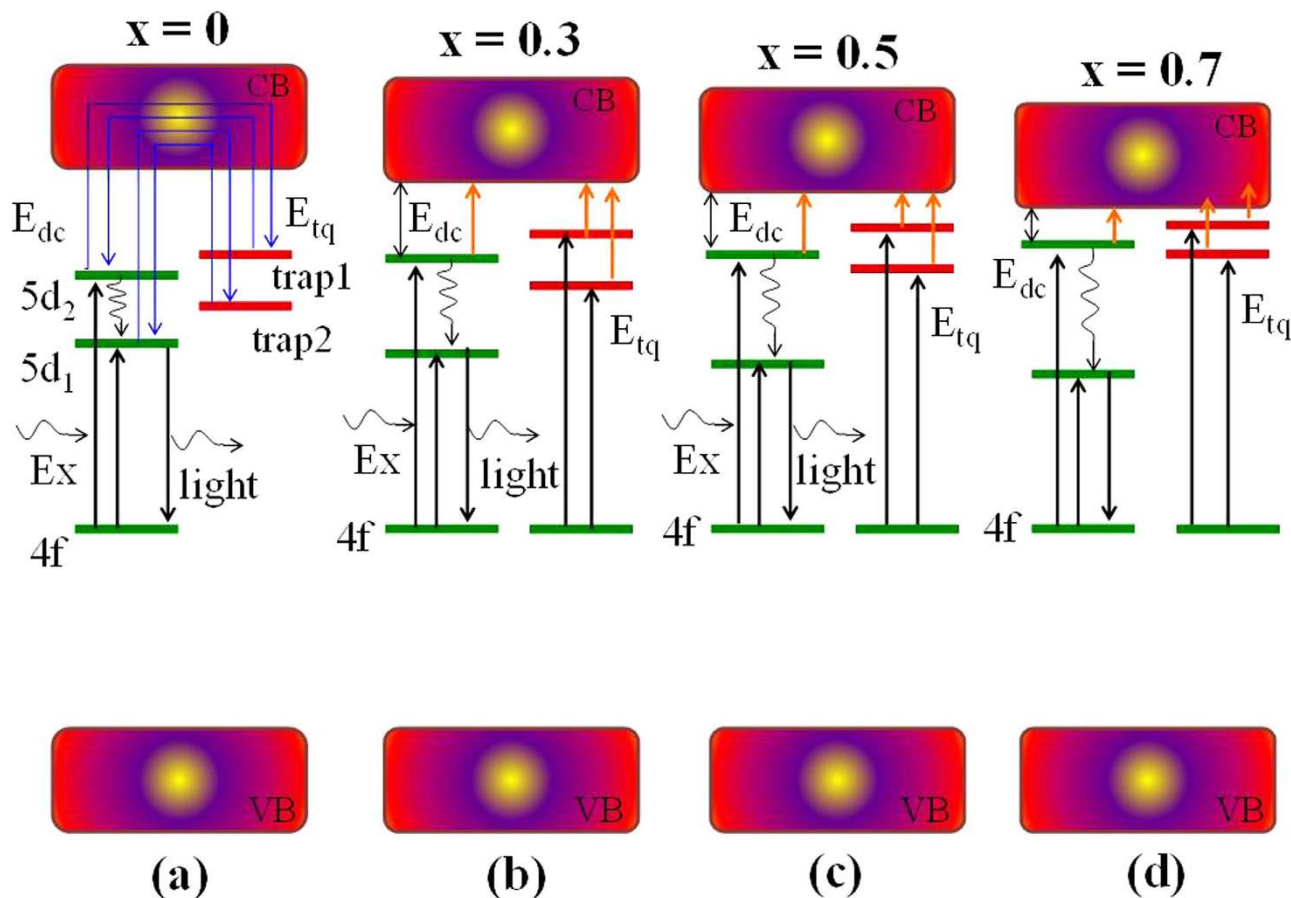 x = 0
CB
E_dc
E_tq
trap1
5d_2
trap2
5d_1
Ex
light
4f
VB
(a)
x = 0.3
CB
E_dc
E_tq
Ex
light
4f
VB
(b)
x = 0.5
CB
E_dc
E_tq
Ex
light
4f
VB
(c)
x = 0.7
CB
E_dc
E_tq
4f
VB
(d)